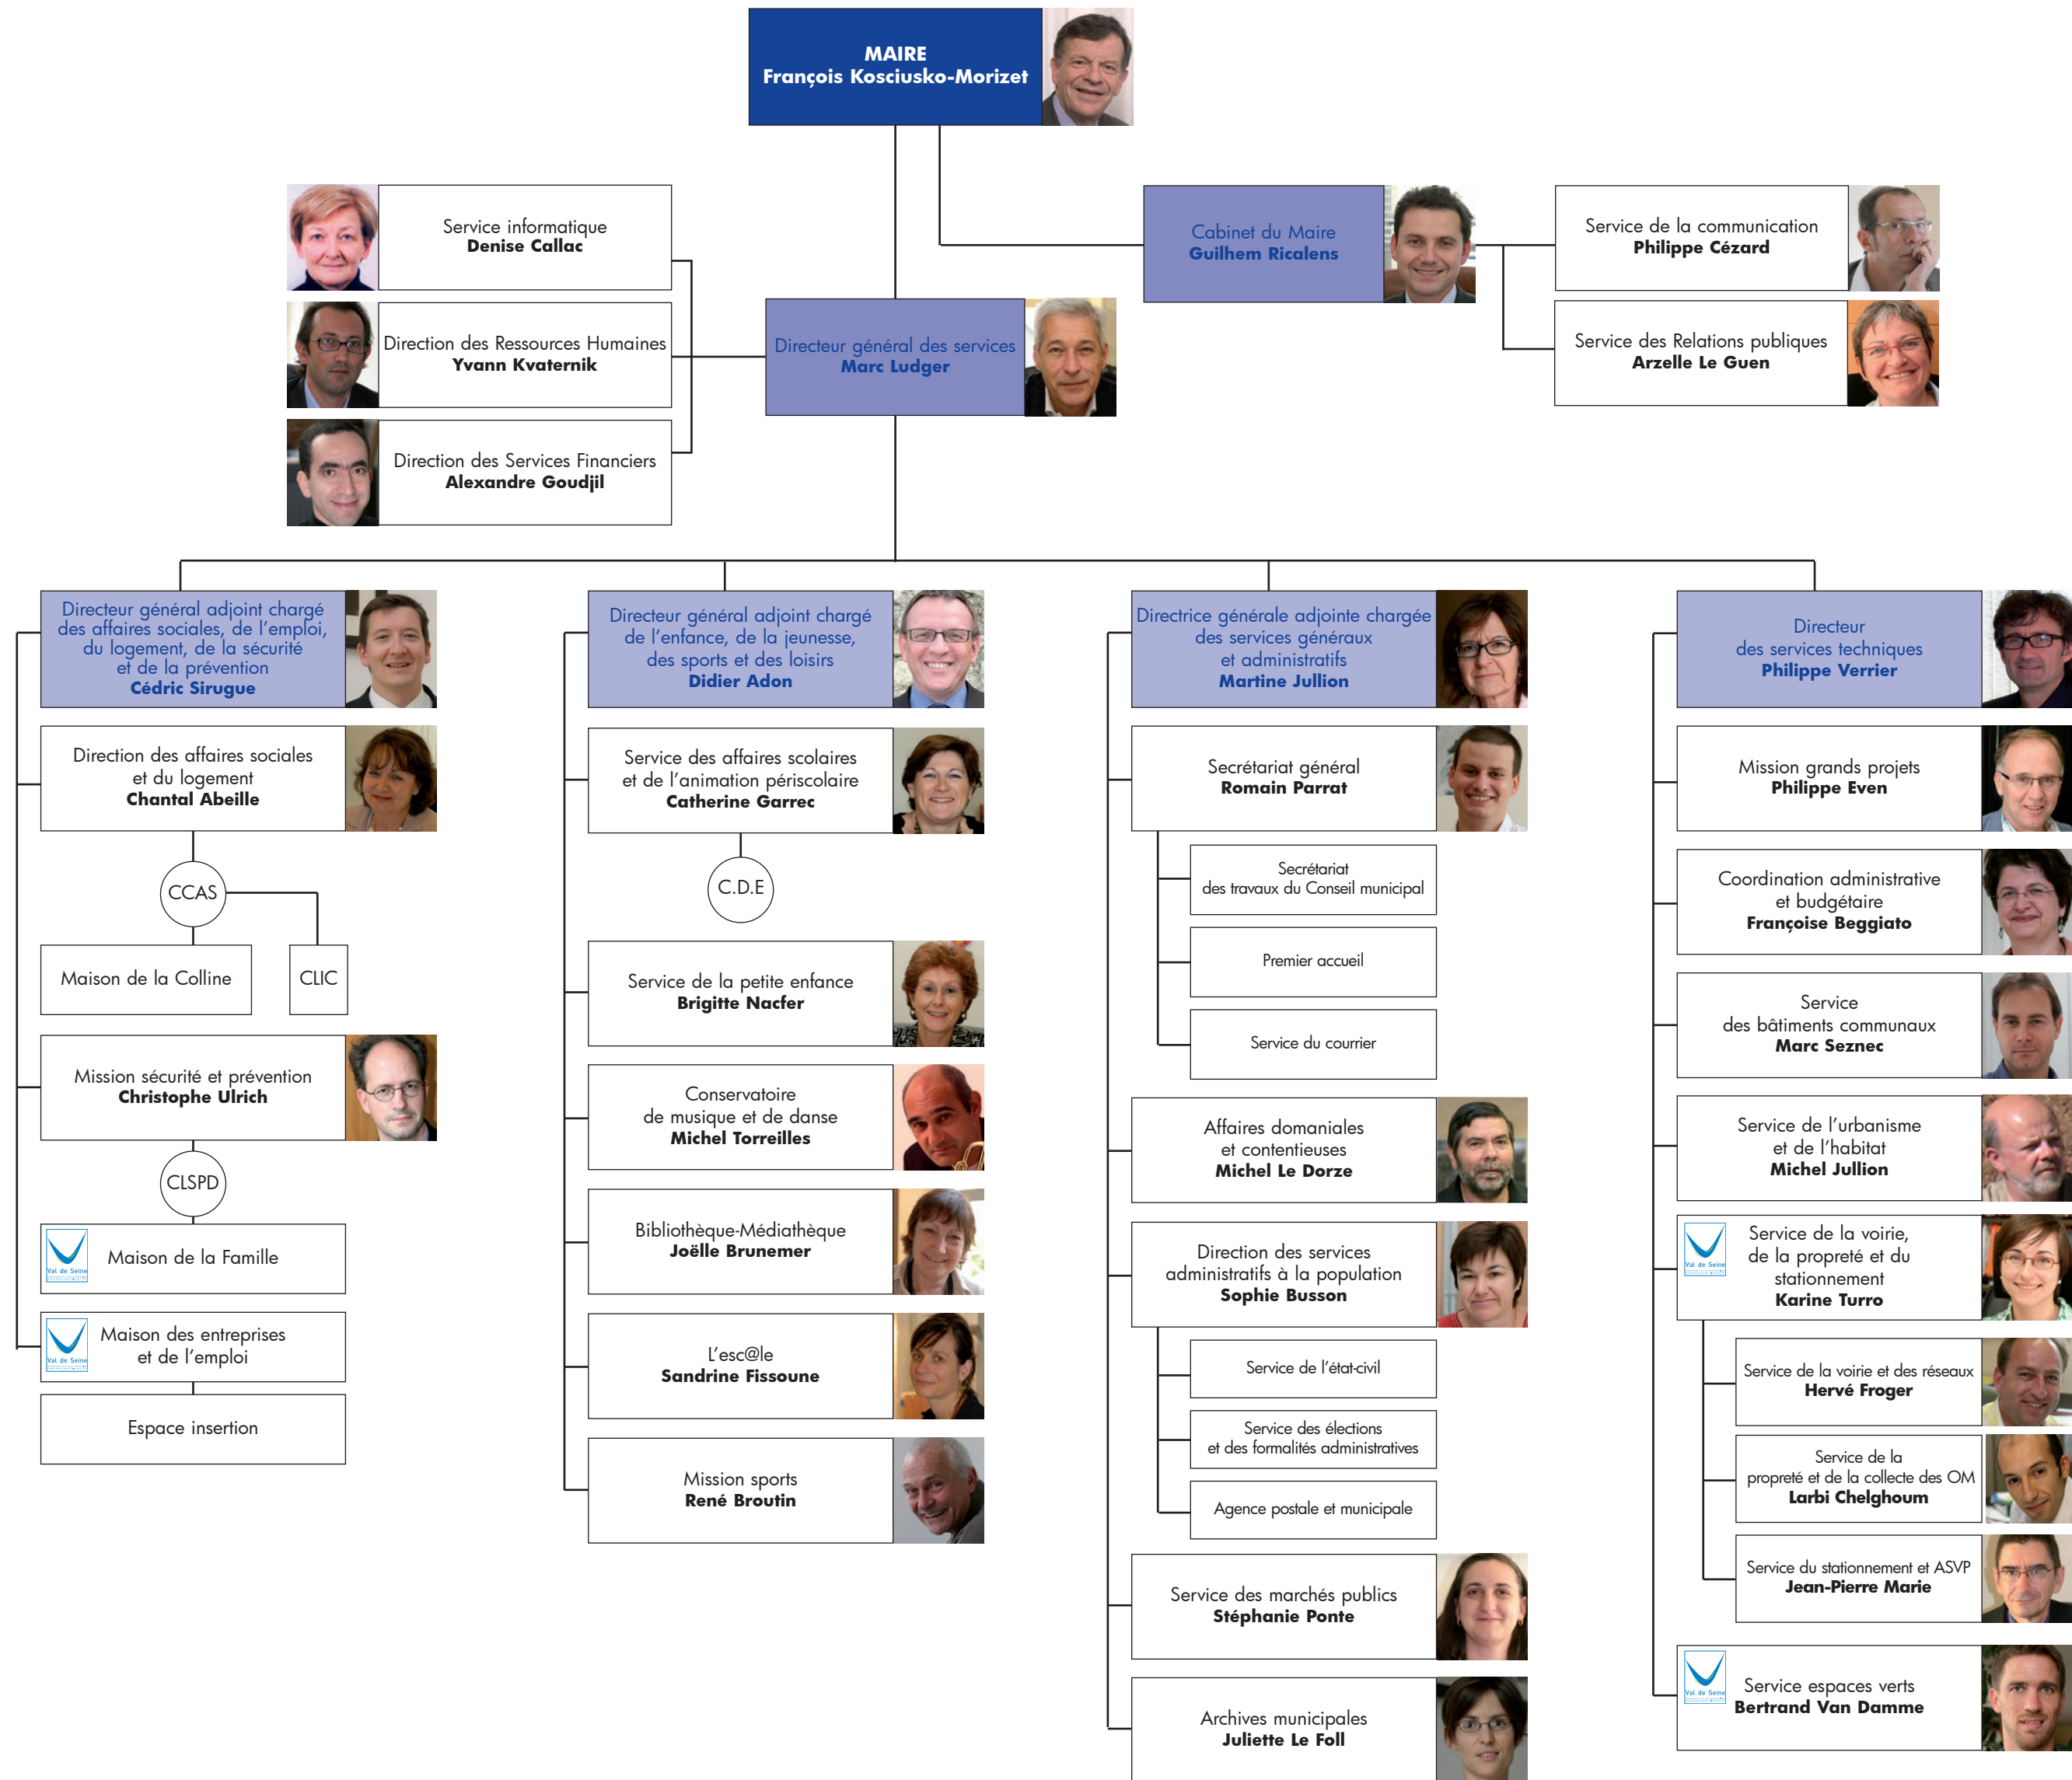 MAIRE
François Kosciusko-Morizet
Service informatique
Denise Callac
Direction des Ressources Humaines
Yvann Kvaternik
Direction des Services Financiers
Alexandre Goudjil
Directeur général des services
Marc Ludger
Cabinet du Maire
Guilhem Ricalens
Service de la communication
Philippe Cézard
Service des Relations publiques
Arzelle Le Guen
Directeur général adjoint chargé
des affaires sociales, de l'emploi,
du logement, de la sécurité
et de la prévention
Cédric Sirugue
Direction des affaires sociales
et du logement
Chantal Abeille
CCAS
Maison de la Colline
CLIC
Mission sécurité et prévention
Christophe Ulrich
CLSPD
Val de Seine
Maison de la Famille
Val de Seine
Maison des entreprises
et de l'emploi
Espace insertion
Directeur général adjoint chargé
de l'enfance, de la jeunesse,
des sports et des loisirs
Didier Adon
Service des affaires scolaires
et de l'animation périscolaire
Catherine Garrec
C.D.E
Service de la petite enfance
Brigitte Nacfer
Conservatoire
de musique et de danse
Michel Torreilles
Bibliothèque-Médiathèque
Joëlle Brunemer
L'esc@le
Sandrine Fissoune
Mission sports
René Broutin
Directrice générale adjointe chargée
des services généraux
et administratifs
Martine Jullion
Secrétariat général
Romain Parrat
Secrétariat
des travaux du Conseil municipal
Premier accueil
Service du courrier
Affaires domaniales
et contentieuses
Michel Le Dorze
Direction des services
administratifs à la population
Sophie Busson
Service de l'état-civil
Service des élections
et des formalités administratives
Agence postale et municipale
Service des marchés publics
Stéphanie Ponte
Archives municipales
Juliette Le Foll
Directeur
des services techniques
Philippe Verrier
Mission grands projets
Philippe Even
Coordination administrative
et budgétaire
Françoise Beggiato
Service
des bâtiments communaux
Marc Seznec
Service de l'urbanisme
et de l'habitat
Michel Jullion
Val de Seine
Service de la voirie,
de la propreté et du
stationnement
Karine Turro
Service de la voirie et des réseaux
Hervé Froger
Service de la
propreté et de la collecte des OM
Larbi Chelghoum
Service du stationnement et ASVP
Jean-Pierre Marie
Val de Seine
Service espaces verts
Bertrand Van Damme